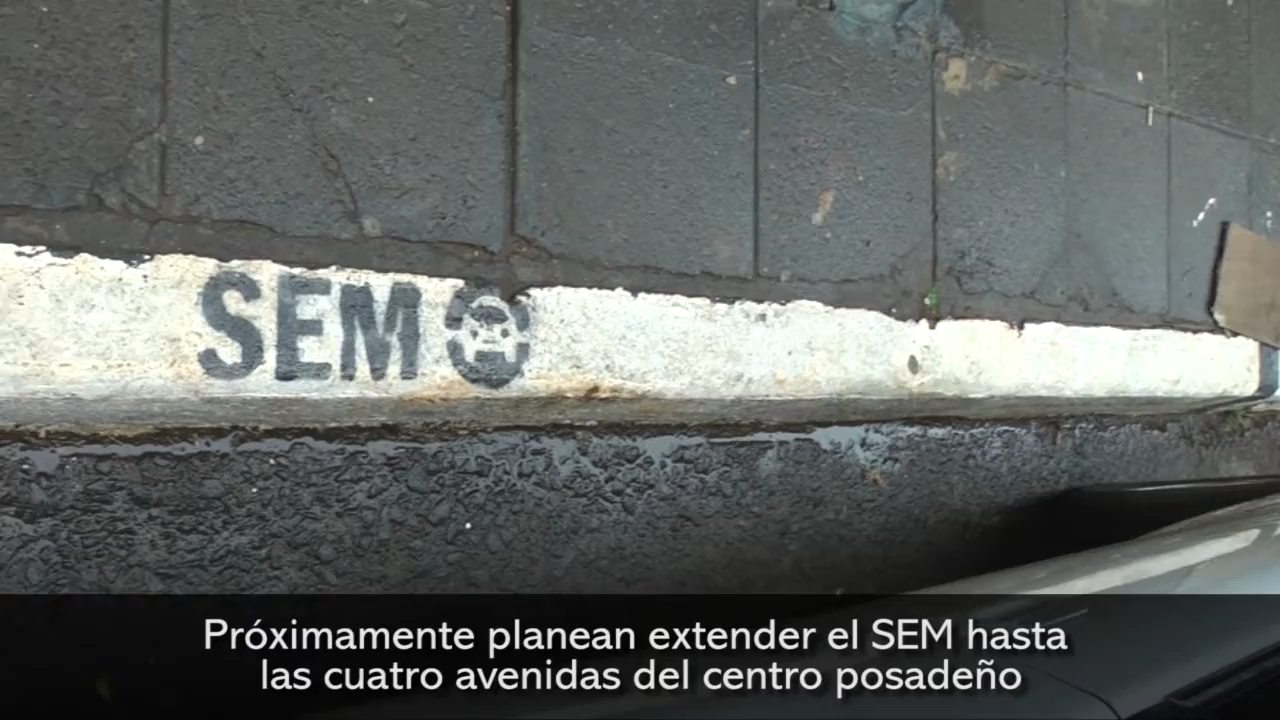 SEM
Próximamente planean extender el SEM hasta
las cuatro avenidas del centro posadeño